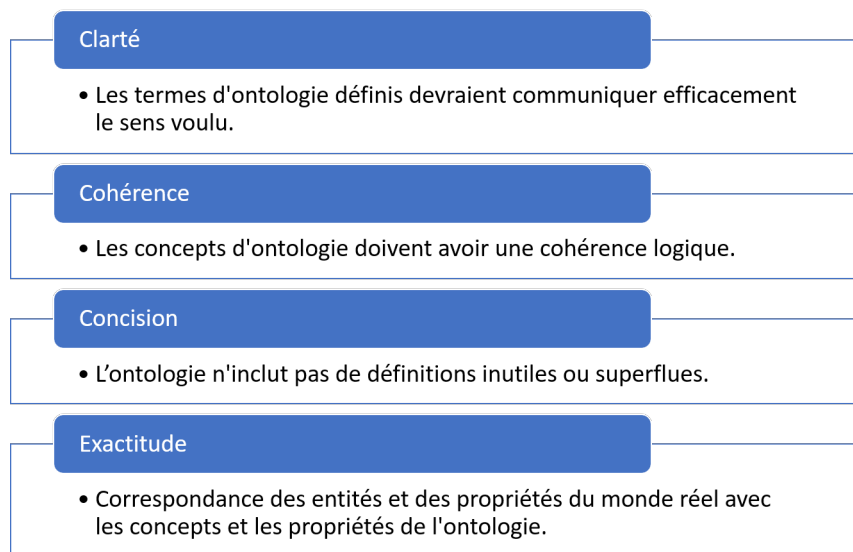 Clarté
• Les termes d'ontologie définis devraient communiquer efficacement
le sens voulu.
Cohérence
• Les concepts d'ontologie doivent avoir une cohérence logique.
Concision
• L’ontologie n'inclut pas de définitions inutiles ou superflues.
Exactitude
• Correspondance des entités et des propriétés du monde réel avec
les concepts et les propriétés de l'ontologie.